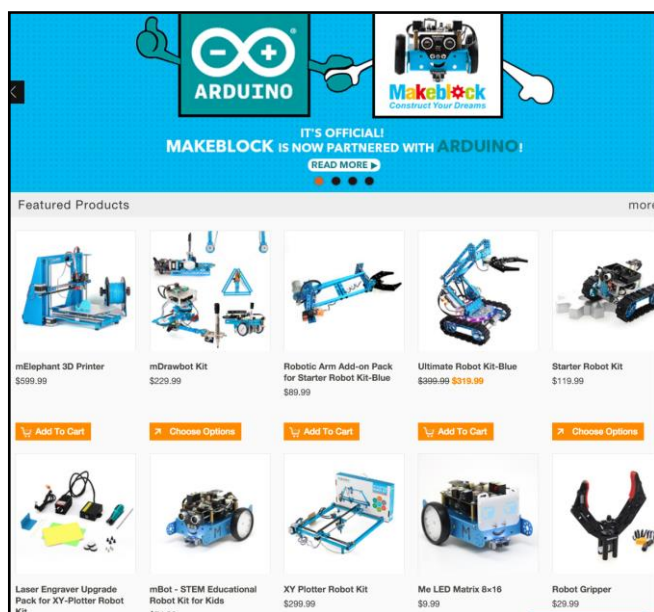 ARDUINO
Makeblock
Construct Your Dreams
IT'S OFFICIAL!
MAKEBLOCK IS NOW PARTNERED WITH ARDUINO!
READ MORE
Featured Products
more
mElephant 3D Printer
$599.99
Add To Cart
mDrawbot Kit
$229.99
Choose Options
Robotic Arm Add-on Pack
for Starter Robot Kit-Blue
$89.99
Add To Cart
Ultimate Robot Kit-Blue
$399.99 $319.99
Add To Cart
Starter Robot Kit
$119.99
Choose Options
Laser Engraver Upgrade
Pack for XY-Plotter Robot
Kit
mBot - STEM Educational
Robot Kit for Kids
XY Plotter Robot Kit
$299.99
Me LED Matrix 8×16
$9.99
Robot Gripper
$29.99